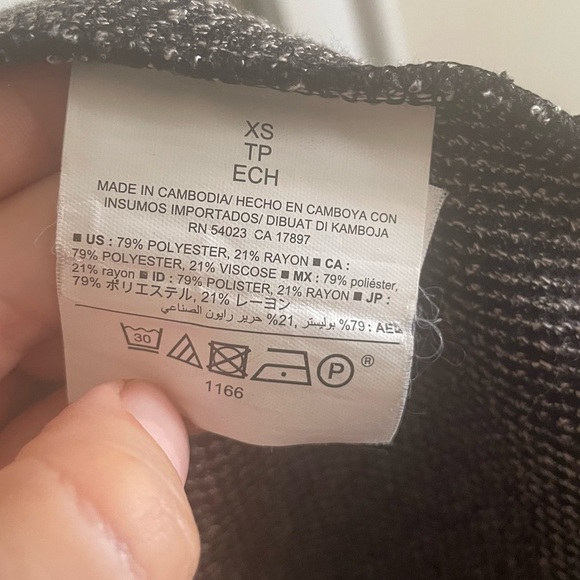 XS
TP
ECH
MADE IN CAMBODIA/ HECHO EN CAMBOYA CON
INSUMOS IMPORTADOS/ DIBUAT DI KAMBOJA
RN 54023 CA 17897
■ US : 79% POLYESTER, 21% RAYON ■ CA :
79% POLYESTER, 21% VISCOSE ■ MX : 79% poliéster,
21% rayon ■ ID : 79% POLISTER, 21% RAYON ■ JP :
79% ポリエステル, 21% レーヨン
AED : 79% بوليستر, 21% حرير رايون الصناعي
30
P ®
1166